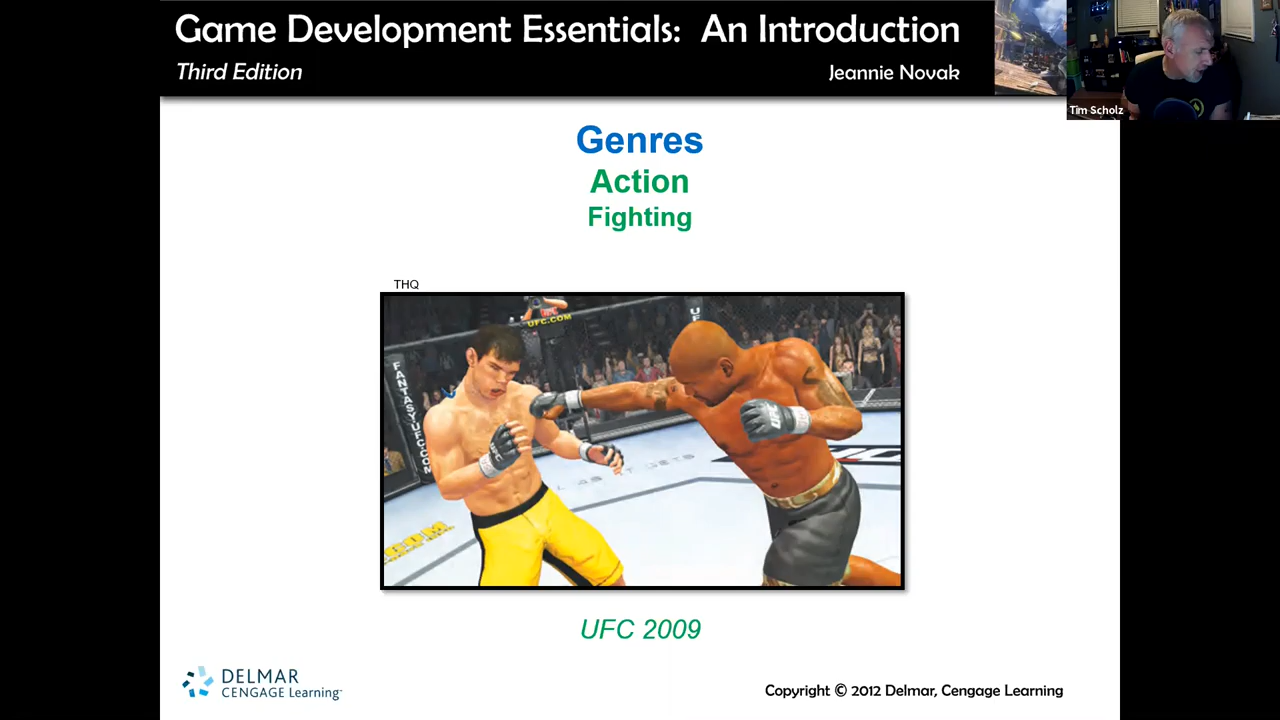 Game Development Essentials: An Introduction
Third Edition
Jeannie Novak
Tim Scholz
Genres
Action
Fighting
THQ
UFC.COM
FANTASYUFC.COM
UFC
UFC 2009
DELMAR
CENGAGE Learning
Copyright © 2012 Delmar, Cengage Learning